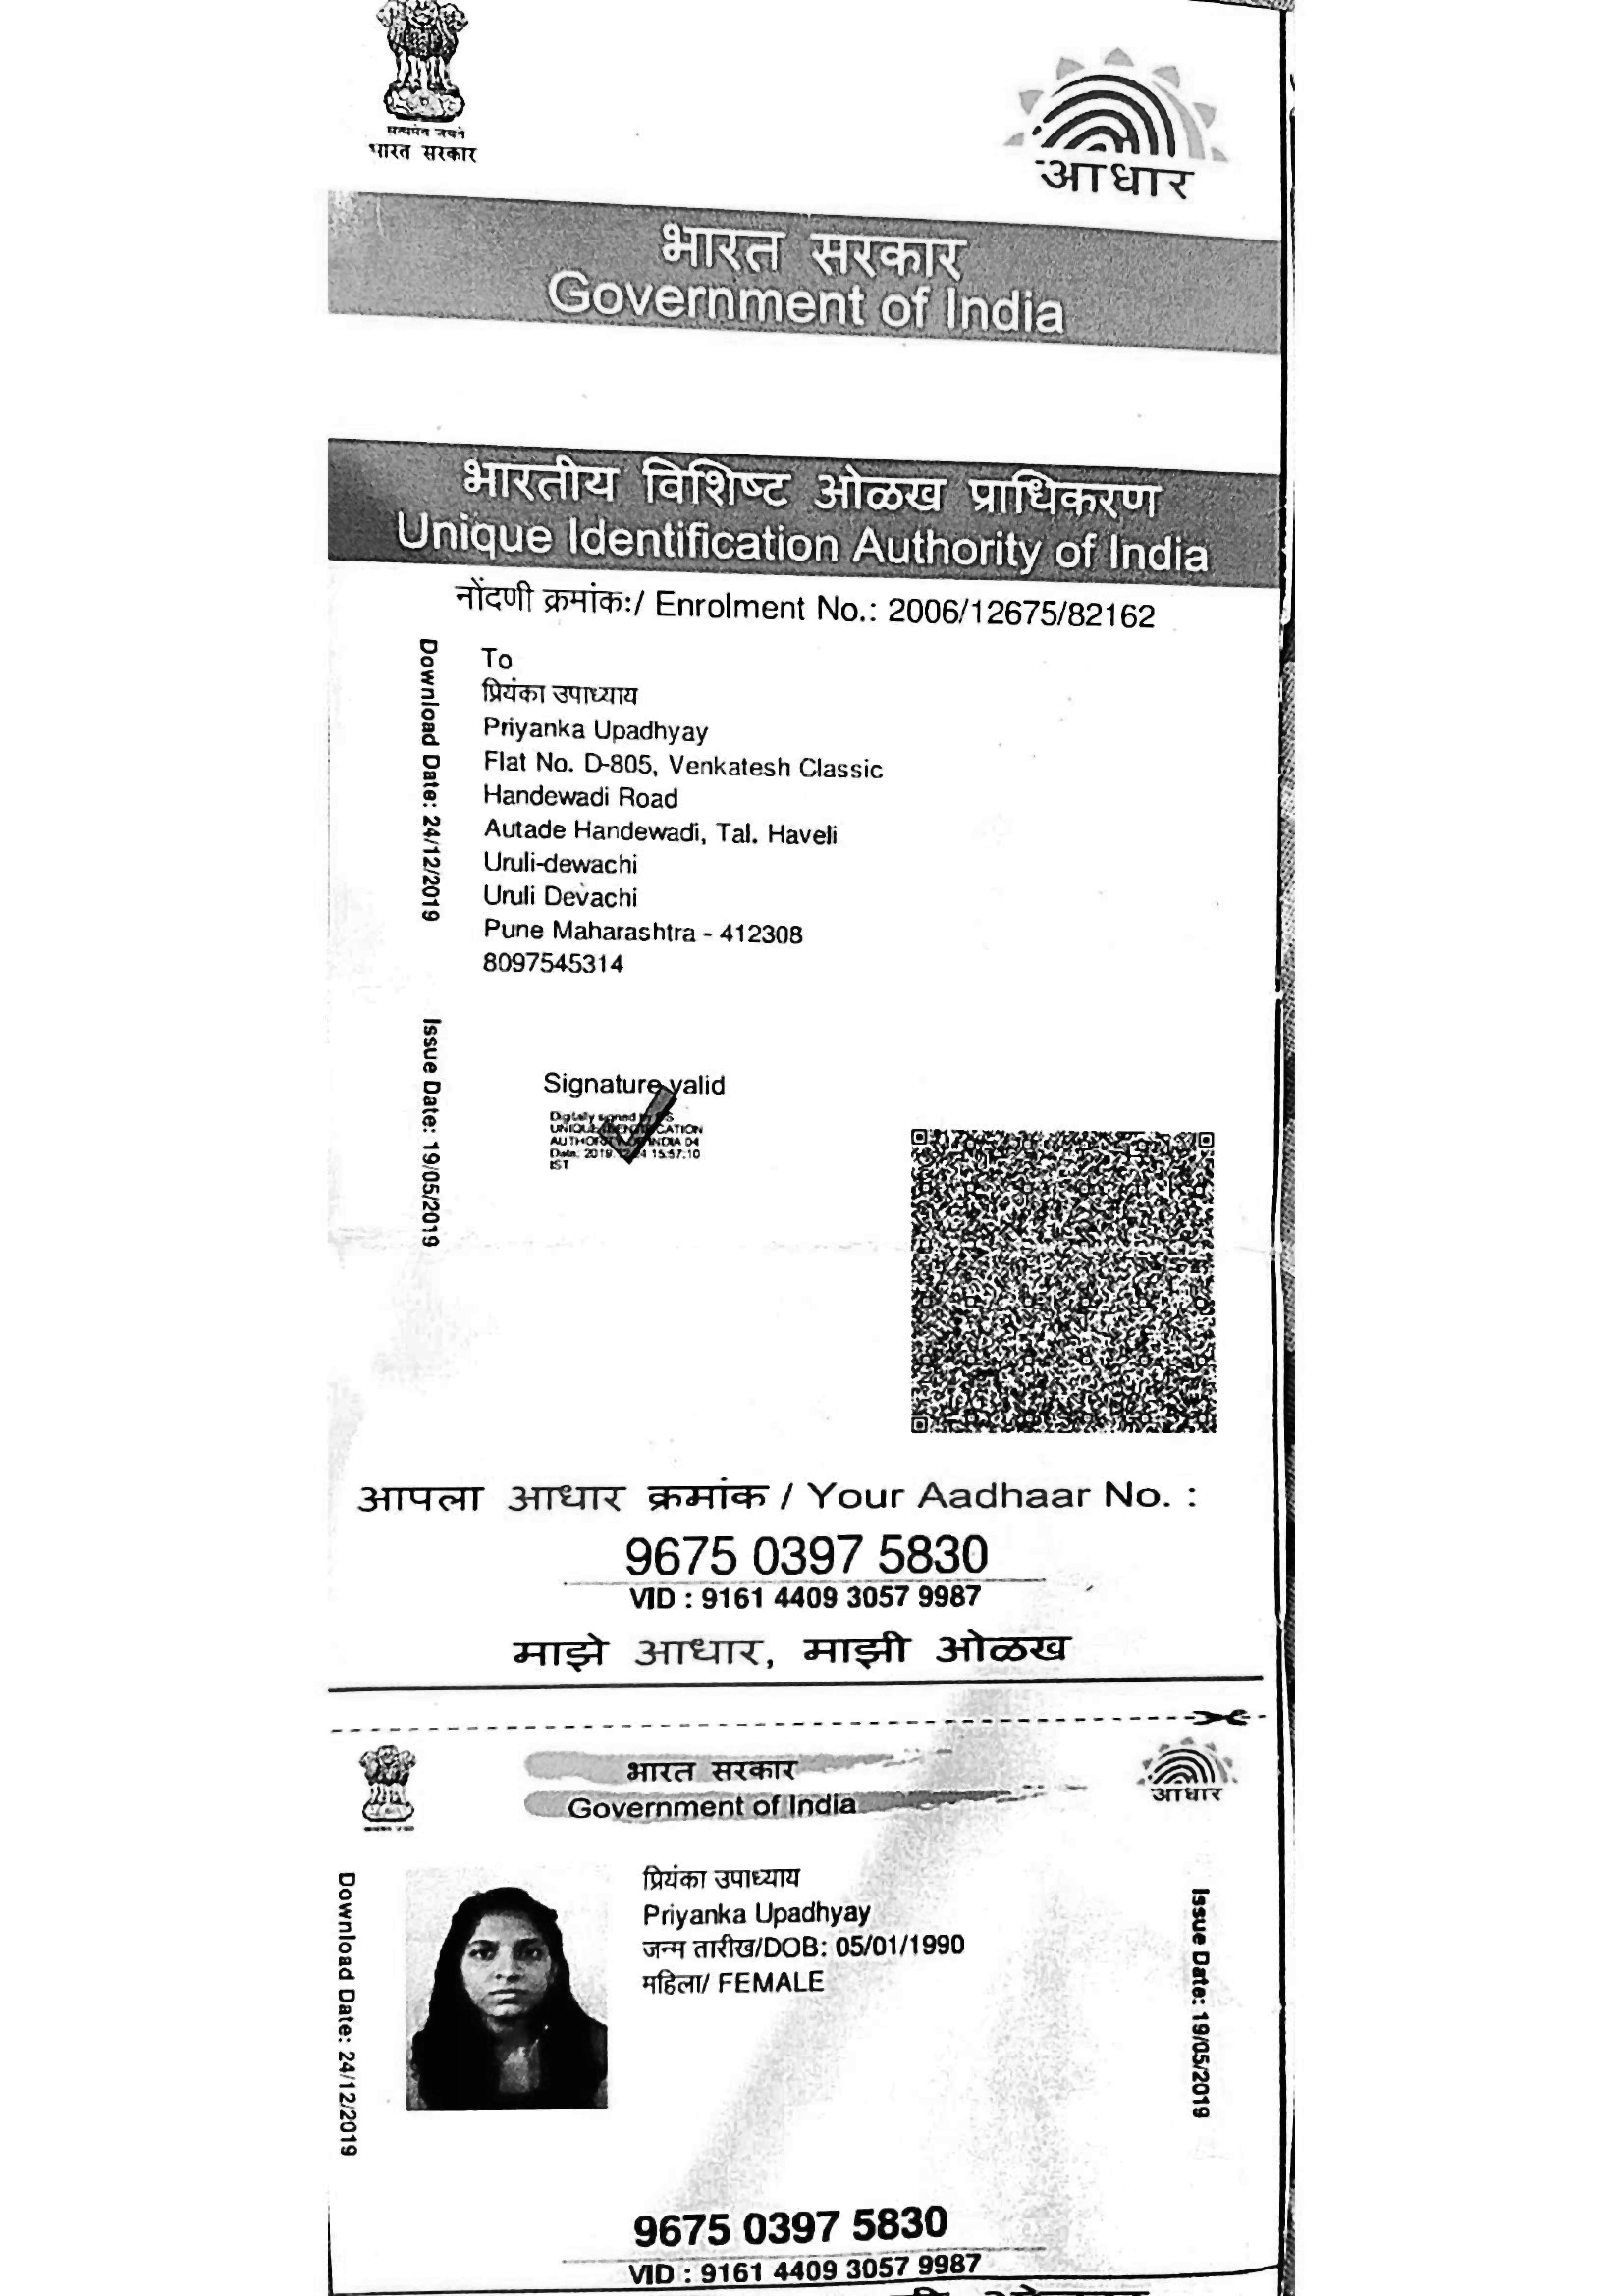 सत्यमेव जयते
भारत सरकार
आधार
भारत सरकार
Government of India
भारतीय विशिष्ट ओळख प्राधिकरण
Unique Identification Authority of India
नोंदणी क्रमांक:/ Enrolment No.: 2006/12675/82162
Download Date: 24/12/2019
To
प्रियंका उपाध्याय
Priyanka Upadhyay
Flat No. D-805, Venkatesh Classic
Handewadi Road
Autade Handewadi, Tal. Haveli
Uruli-dewachi
Uruli Devachi
Pune Maharashtra - 412308
8097545314
Issue Date: 19/05/2019
Signature valid
Digitally signed by DS
UNIQUE IDENTIFICATION
AUTHORITY OF INDIA 04
Date: 2019.12.24 15:57:10
IST
आपला आधार क्रमांक / Your Aadhaar No. :
9675 0397 5830
VID : 9161 4409 3057 9987
माझे आधार, माझी ओळख
भारत सरकार
Government of India
आधार
Download Date: 24/12/2019
प्रियंका उपाध्याय
Priyanka Upadhyay
जन्म तारीख/DOB: 05/01/1990
महिला/ FEMALE
Issue Date: 19/05/2019
9675 0397 5830
VID : 9161 4409 3057 9987